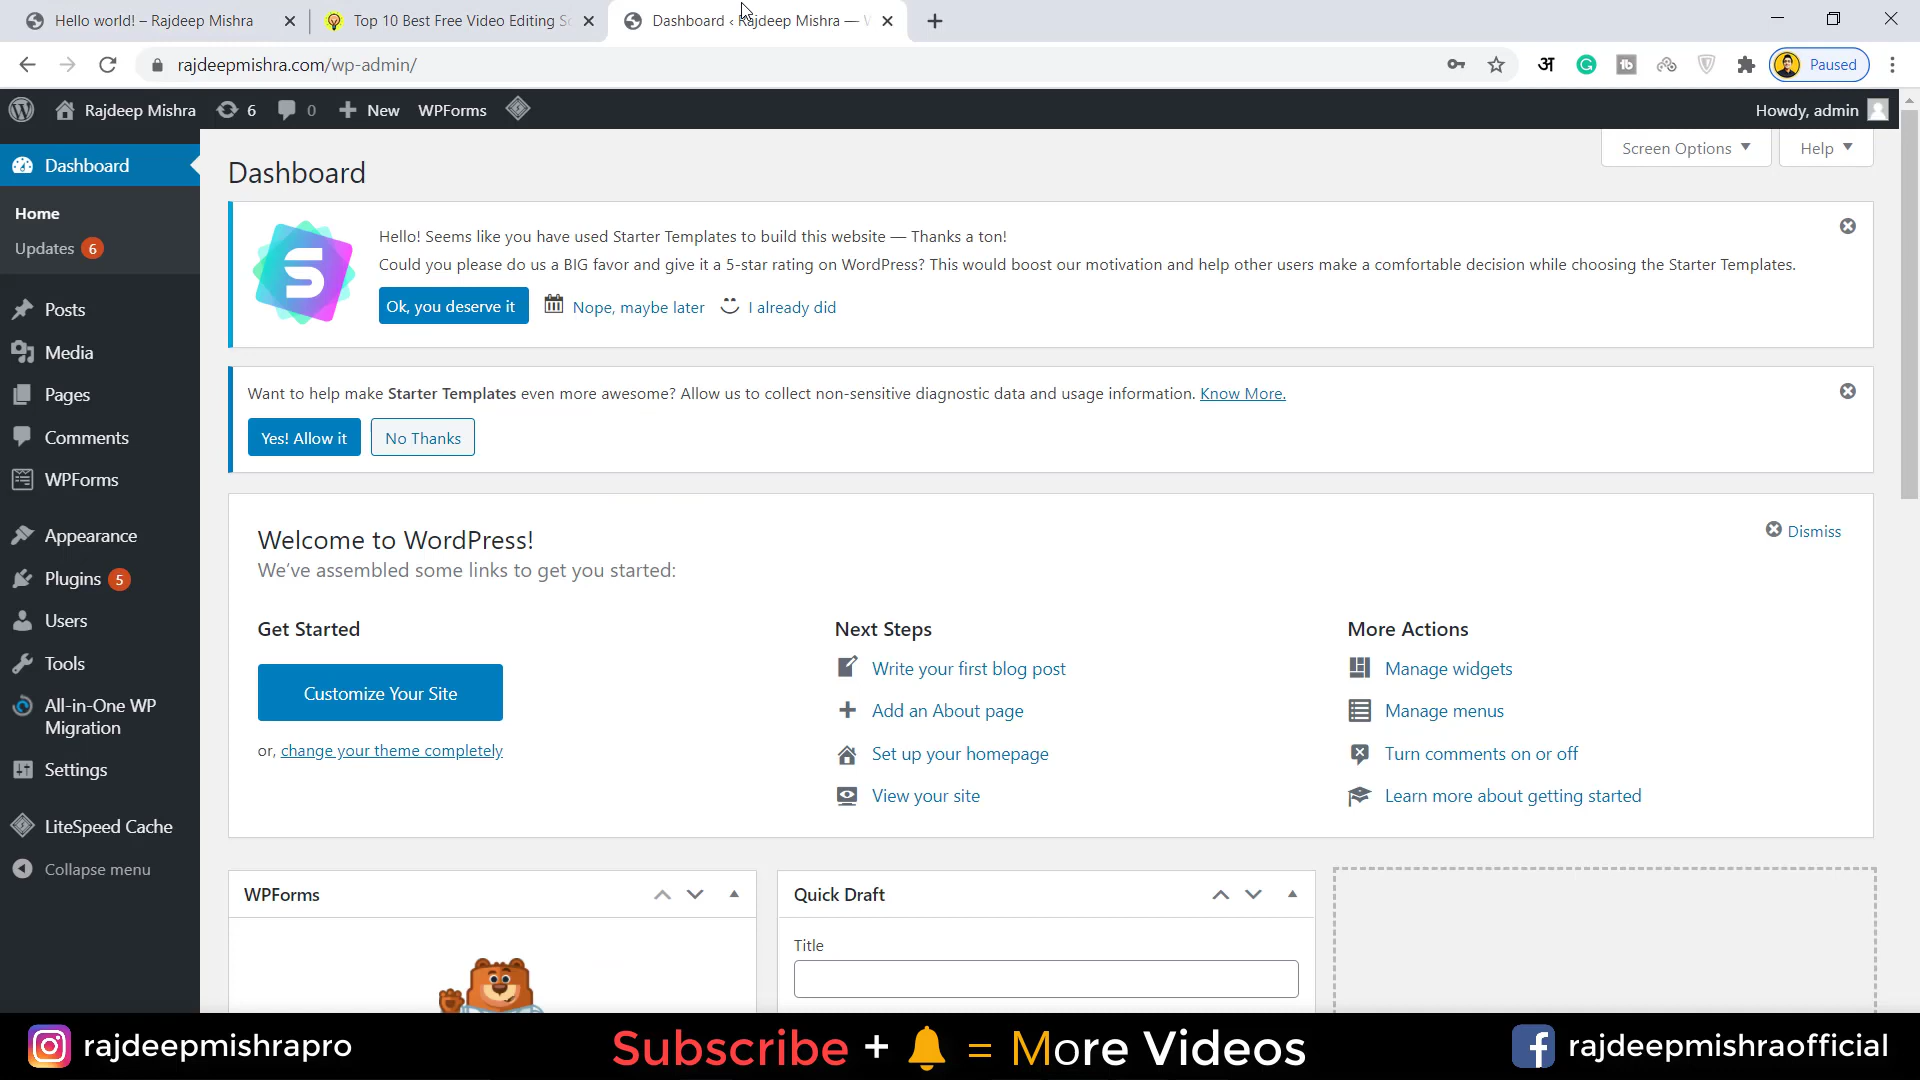 Hello world! – Rajdeep Mishra
Top 10 Best Free Video Editing
Dashboard ‹ Rajdeep Mishra —
rajdeepmishra.com/wp-admin/
अ
Paused
Rajdeep Mishra
6
0
New
WPForms
Howdy, admin
Dashboard
Home
Updates 6
Posts
Media
Pages
Comments
WPForms
Appearance
Plugins 5
Users
Tools
All-in-One WP
Migration
Settings
LiteSpeed Cache
Collapse menu
Screen Options
Help
Dashboard
Hello! Seems like you have used Starter Templates to build this website — Thanks a ton!
Could you please do us a BIG favor and give it a 5-star rating on WordPress? This would boost our motivation and help other users make a comfortable decision while choosing the Starter Templates.
Ok, you deserve it
Nope, maybe later
I already did
Want to help make Starter Templates even more awesome? Allow us to collect non-sensitive diagnostic data and usage information. Know More.
Yes! Allow it
No Thanks
Welcome to WordPress!
We've assembled some links to get you started:
Dismiss
Get Started
Customize Your Site
or, change your theme completely
Next Steps
Write your first blog post
Add an About page
Set up your homepage
View your site
More Actions
Manage widgets
Manage menus
Turn comments on or off
Learn more about getting started
WPForms
Quick Draft
Title
rajdeepmishrapro
Subscribe + = More Videos
rajdeepmishraofficial